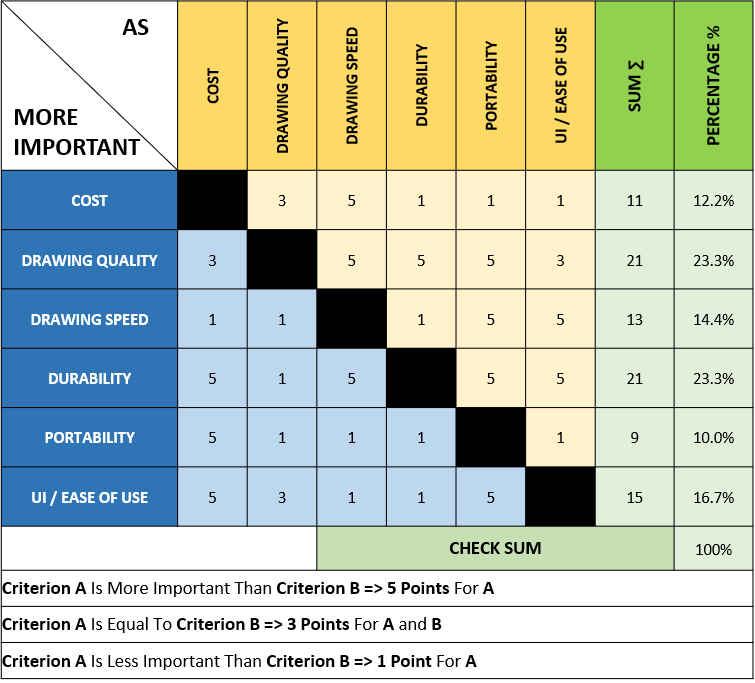 AS
MORE
IMPORTANT
COST
DRAWING QUALITY
DRAWING SPEED
DURABILITY
PORTABILITY
UI / EASE OF USE
SUM ∑
PERCENTAGE %
COST 3 5 1 1 1 11 12.2%
DRAWING QUALITY 3 5 5 5 3 21 23.3%
DRAWING SPEED 1 1 1 5 5 13 14.4%
DURABILITY 5 1 5 5 5 21 23.3%
PORTABILITY 5 1 1 1 1 9 10.0%
UI / EASE OF USE 5 3 1 1 5 15 16.7%
CHECK SUM 100%
Criterion A Is More Important Than Criterion B => 5 Points For A
Criterion A Is Equal To Criterion B => 3 Points For A and B
Criterion A Is Less Important Than Criterion B => 1 Point For A